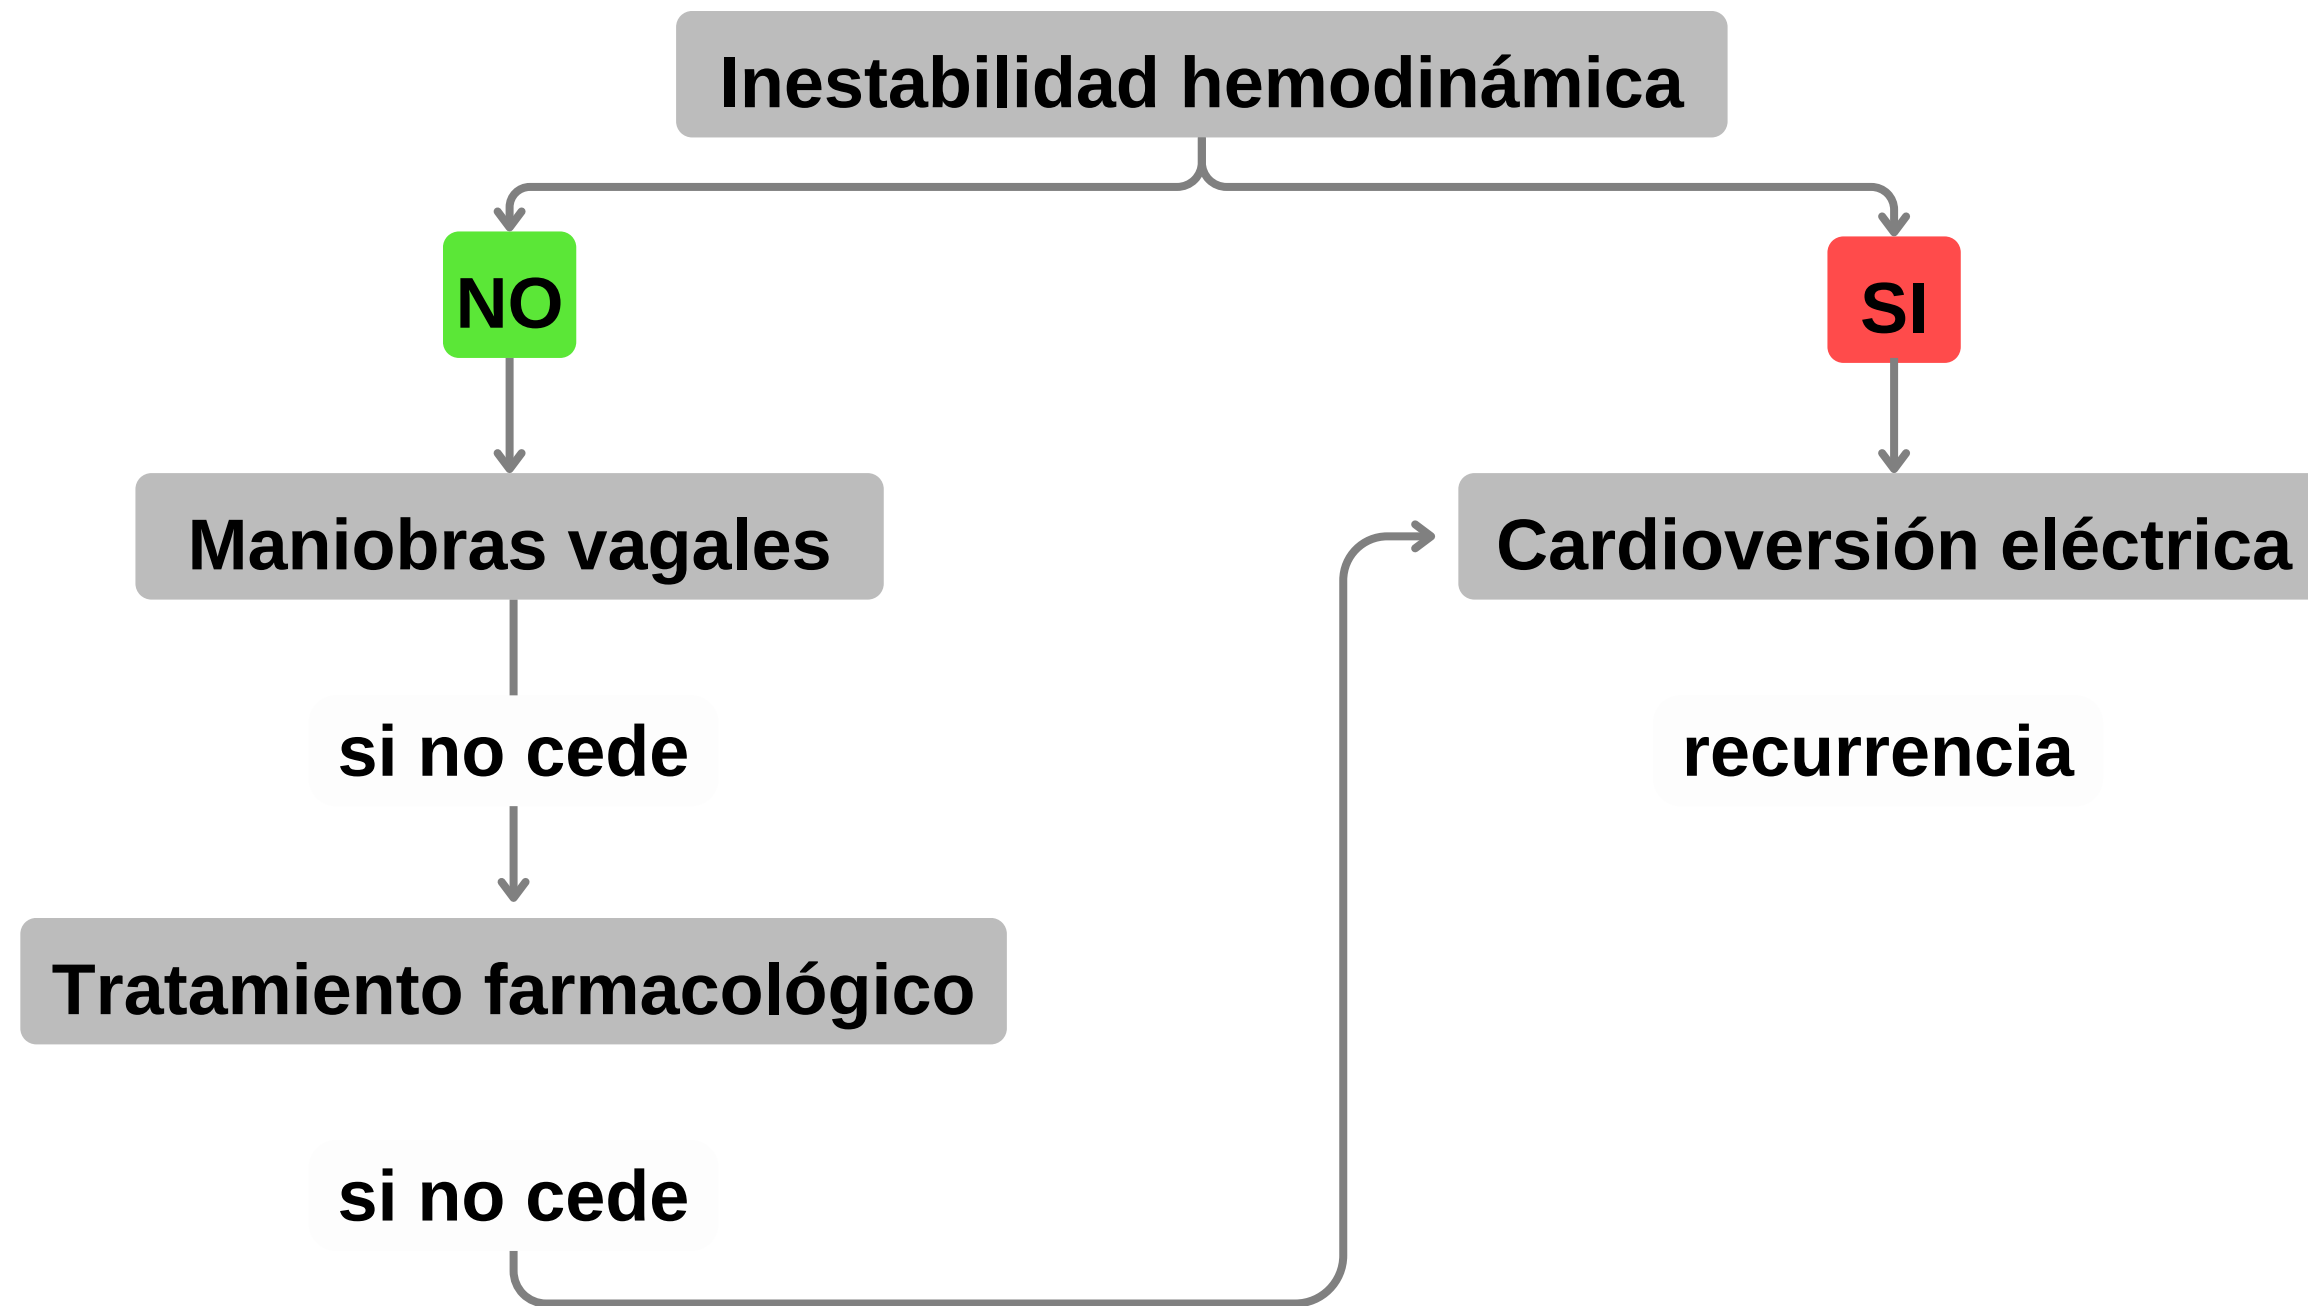 Inestabilidad hemodinámica
NO
SI
Maniobras vagales
Cardioversión eléctrica
si no cede
recurrencia
Tratamiento farmacológico
si no cede